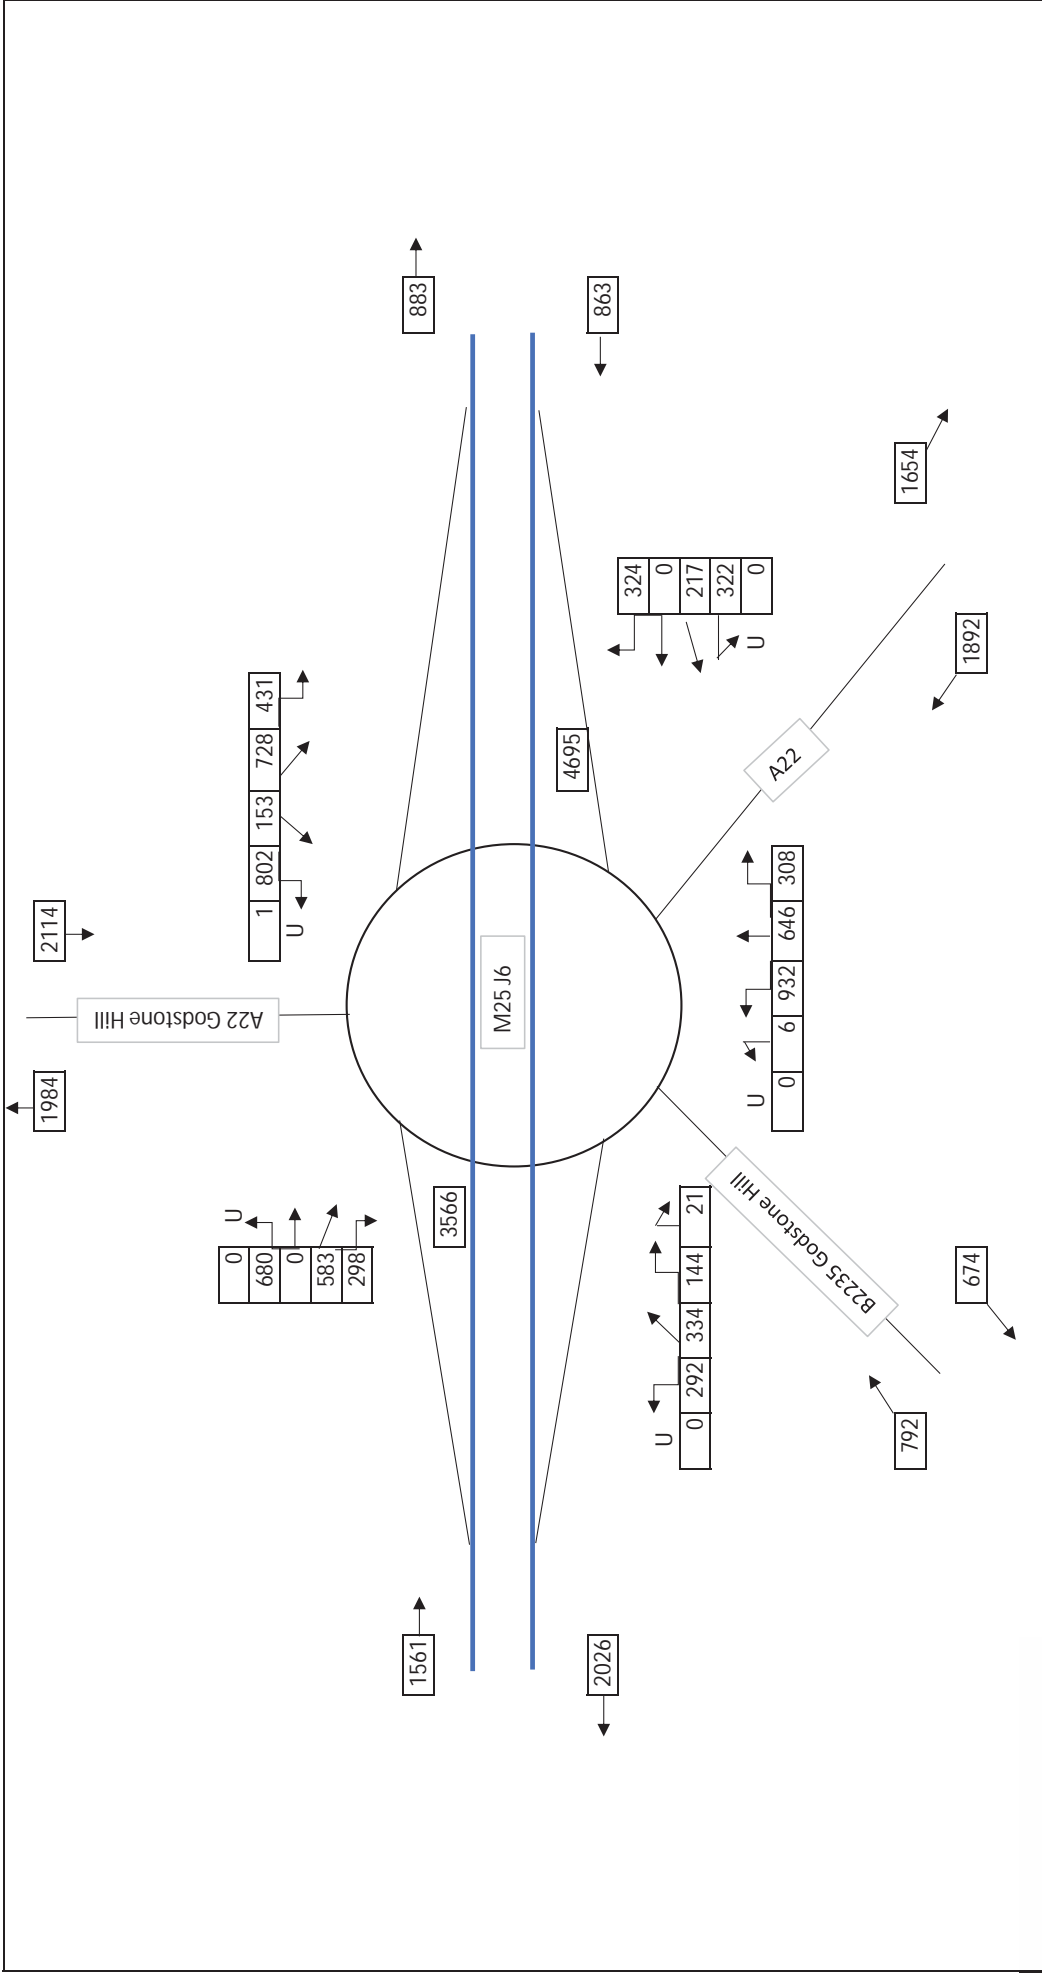 1984
2114
A22 Godstone Hill
0 U
680
0
583
298
1 802 153 728 431
U
1561
883
3566
M25 J6
4695
2026
863
324
0
217
322
U 0
U
0 292 334 144 21
U
0 6 932 646 308
A22
B2235 Godstone Hill
792
1654
674
1892